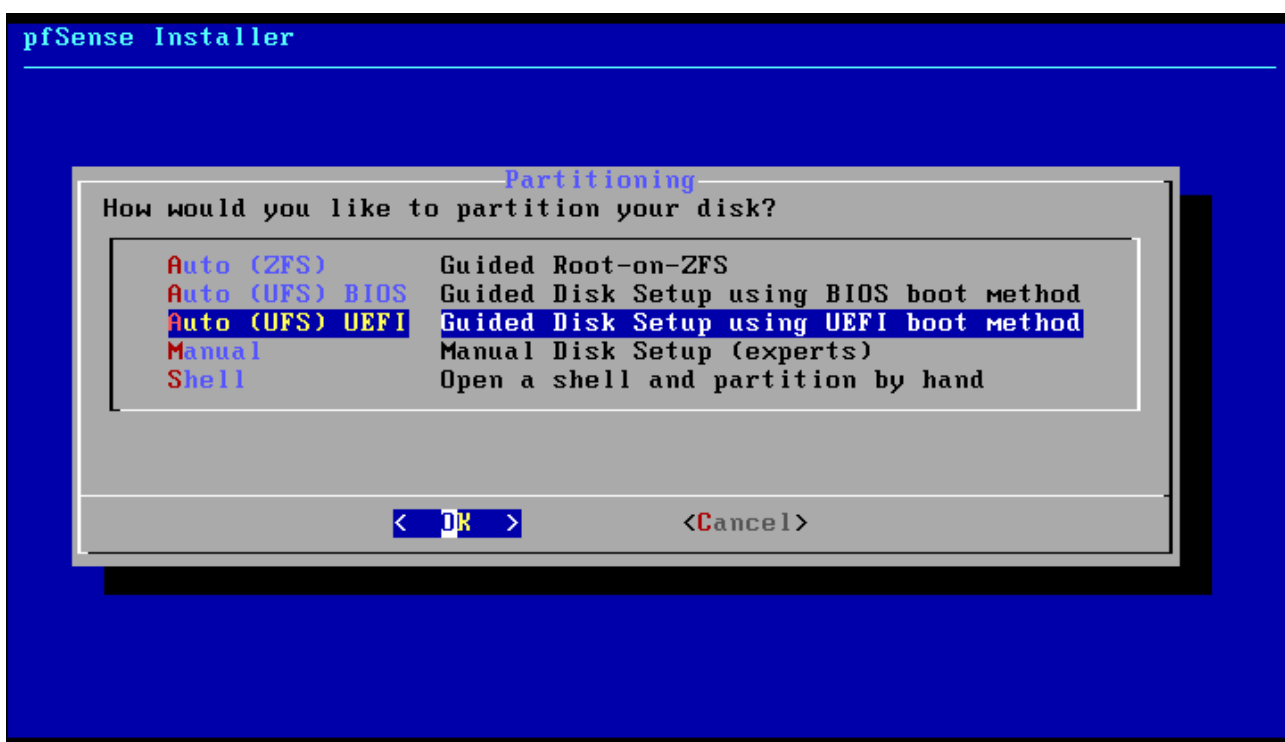 pfSense Installer
Partitioning
How would you like to partition your disk?
Auto (ZFS) Guided Root-on-ZFS
Auto (UFS) BIOS Guided Disk Setup using BIOS boot method
Auto (UFS) UEFI Guided Disk Setup using UEFI boot method
Manual Manual Disk Setup (experts)
Shell Open a shell and partition by hand
< OK > <Cancel>